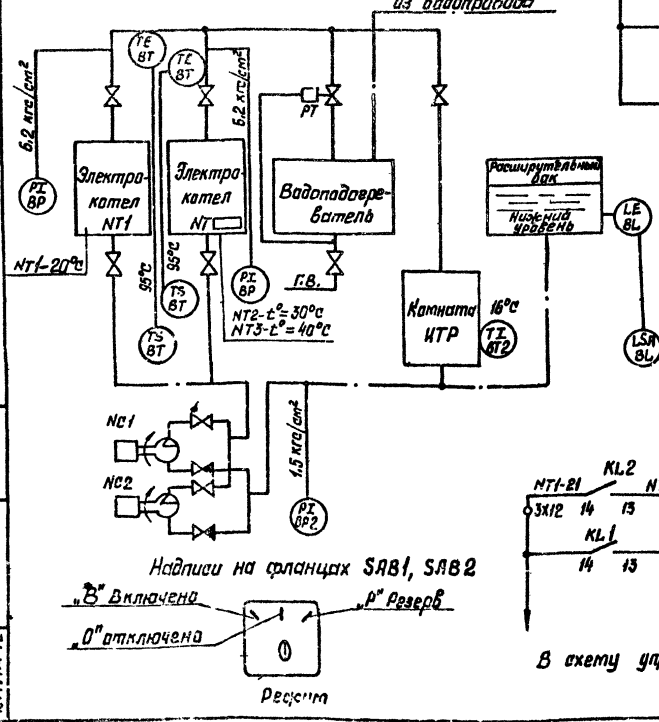 из водопровода
6.2 кгс/см²
TE
BT
TE
BT
6.2 кгс/см²
PT
PI
BP
Электро-
котел
NT1
Электро-
котел
NT
Водоподогре-
ватель
Расширительный
бак
Нижний
уровень
LE
BL
NT1-20°C
95°C
95°C
TS
BT
TS
BT
PI
BP
Г.В.
NT2-t°=30°C
NT3-t°=40°C
Комната
ИТР
16°C
TI
BT2
LSA
BL
NC1
NC2
1.5 кгс/см²
PI
BP2
NT1-21
KL2
N
3X12
14
13
KL1
14
13
Надписи на фланцах SAB1, SAB2
„В" Включено
„Р" Резерв
„О" отключено
Режим
В схему уп